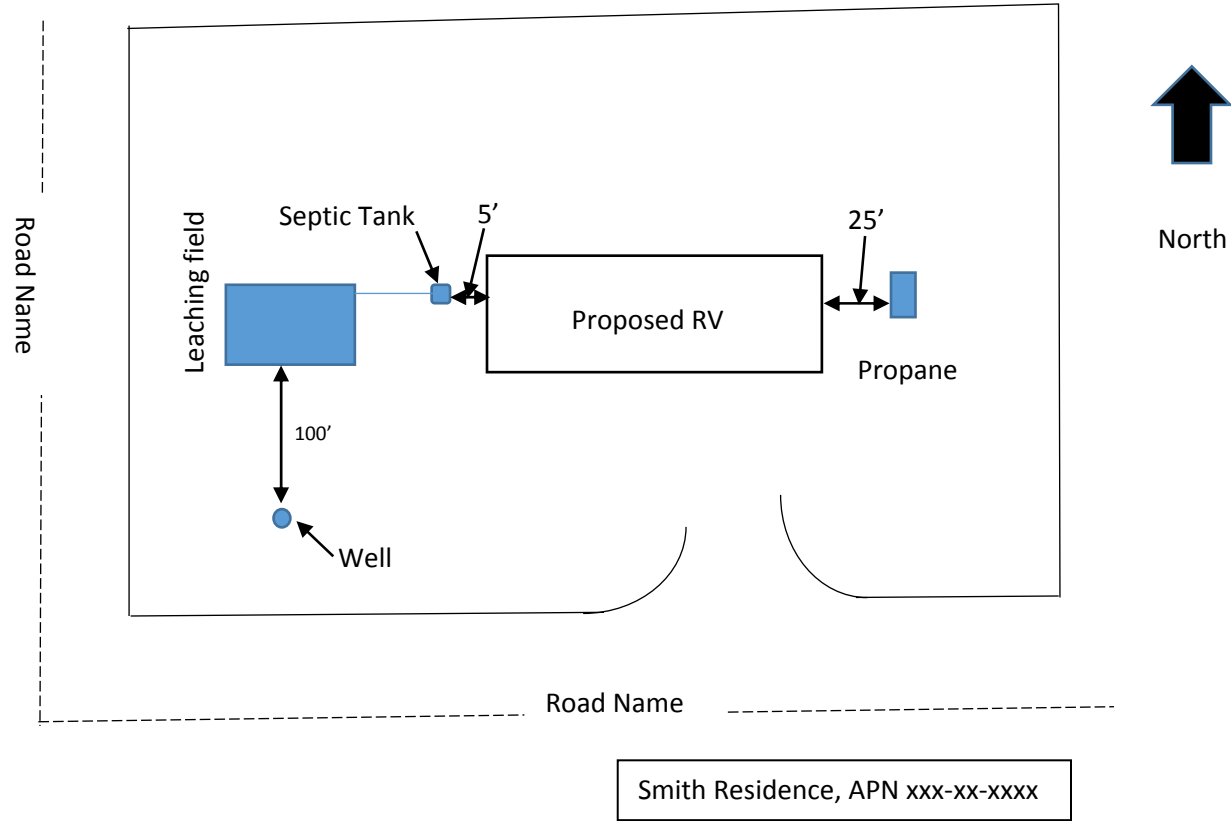 Septic Tank
5’
25’
North
Road Name
Leaching field
Proposed RV
Propane
100’
Well
Road Name
Smith Residence, APN xxx-xx-xxxx